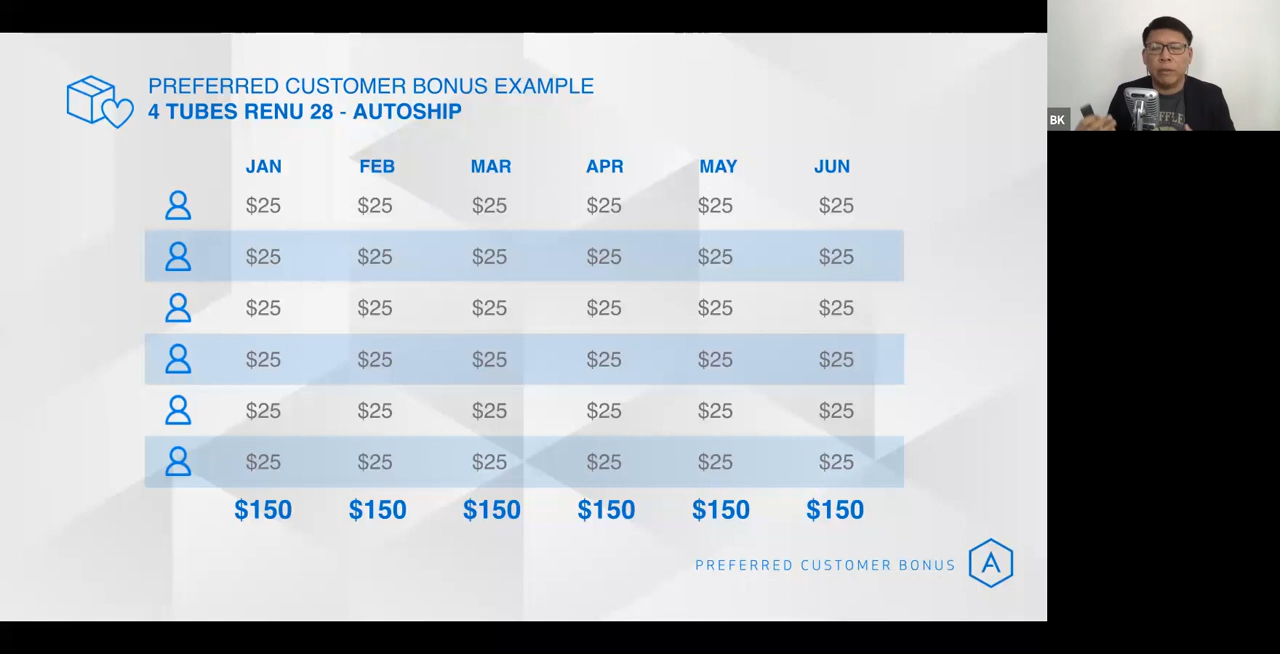 PREFERRED CUSTOMER BONUS EXAMPLE
4 TUBES RENU 28 - AUTOSHIP
JAN FEB MAR APR MAY JUN
$25 $25 $25 $25 $25 $25
$25 $25 $25 $25 $25 $25
$25 $25 $25 $25 $25 $25
$25 $25 $25 $25 $25 $25
$25 $25 $25 $25 $25 $25
$25 $25 $25 $25 $25 $25
$150 $150 $150 $150 $150 $150
PREFERRED CUSTOMER BONUS A
BK